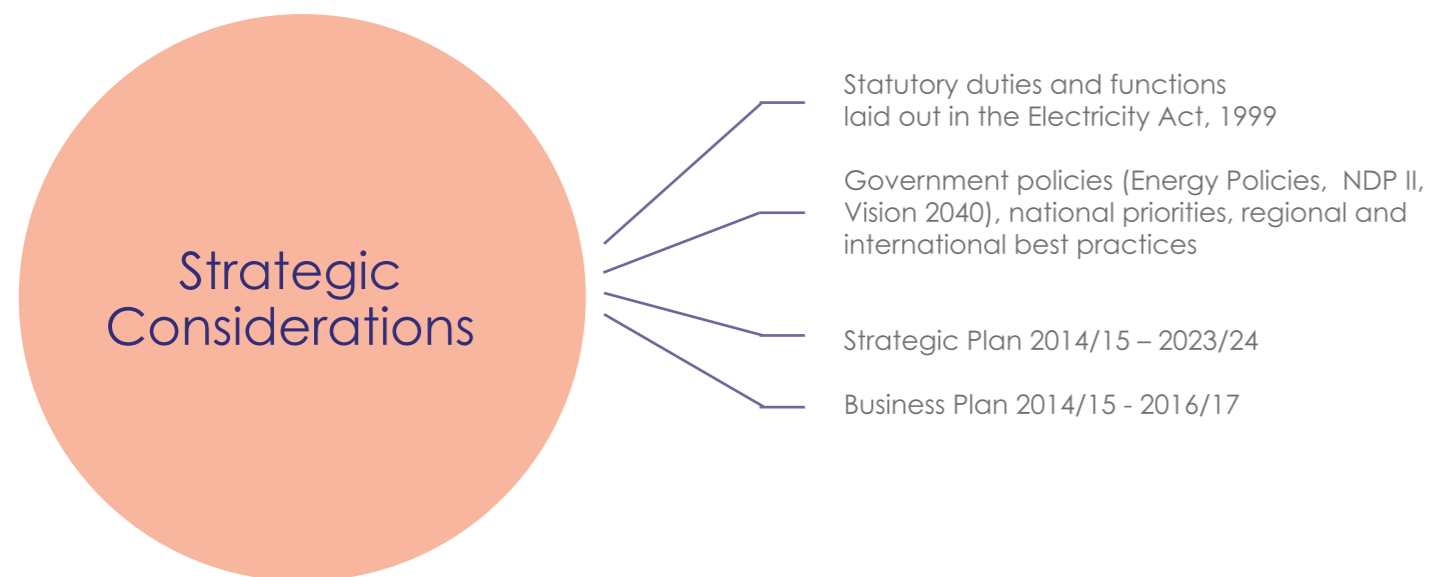 Strategic
Considerations
Statutory duties and functions
laid out in the Electricity Act, 1999
Government policies (Energy Policies,  NDP II,
Vision 2040), national priorities, regional and
international best practices
Strategic Plan 2014/15 – 2023/24
Business Plan 2014/15 - 2016/17